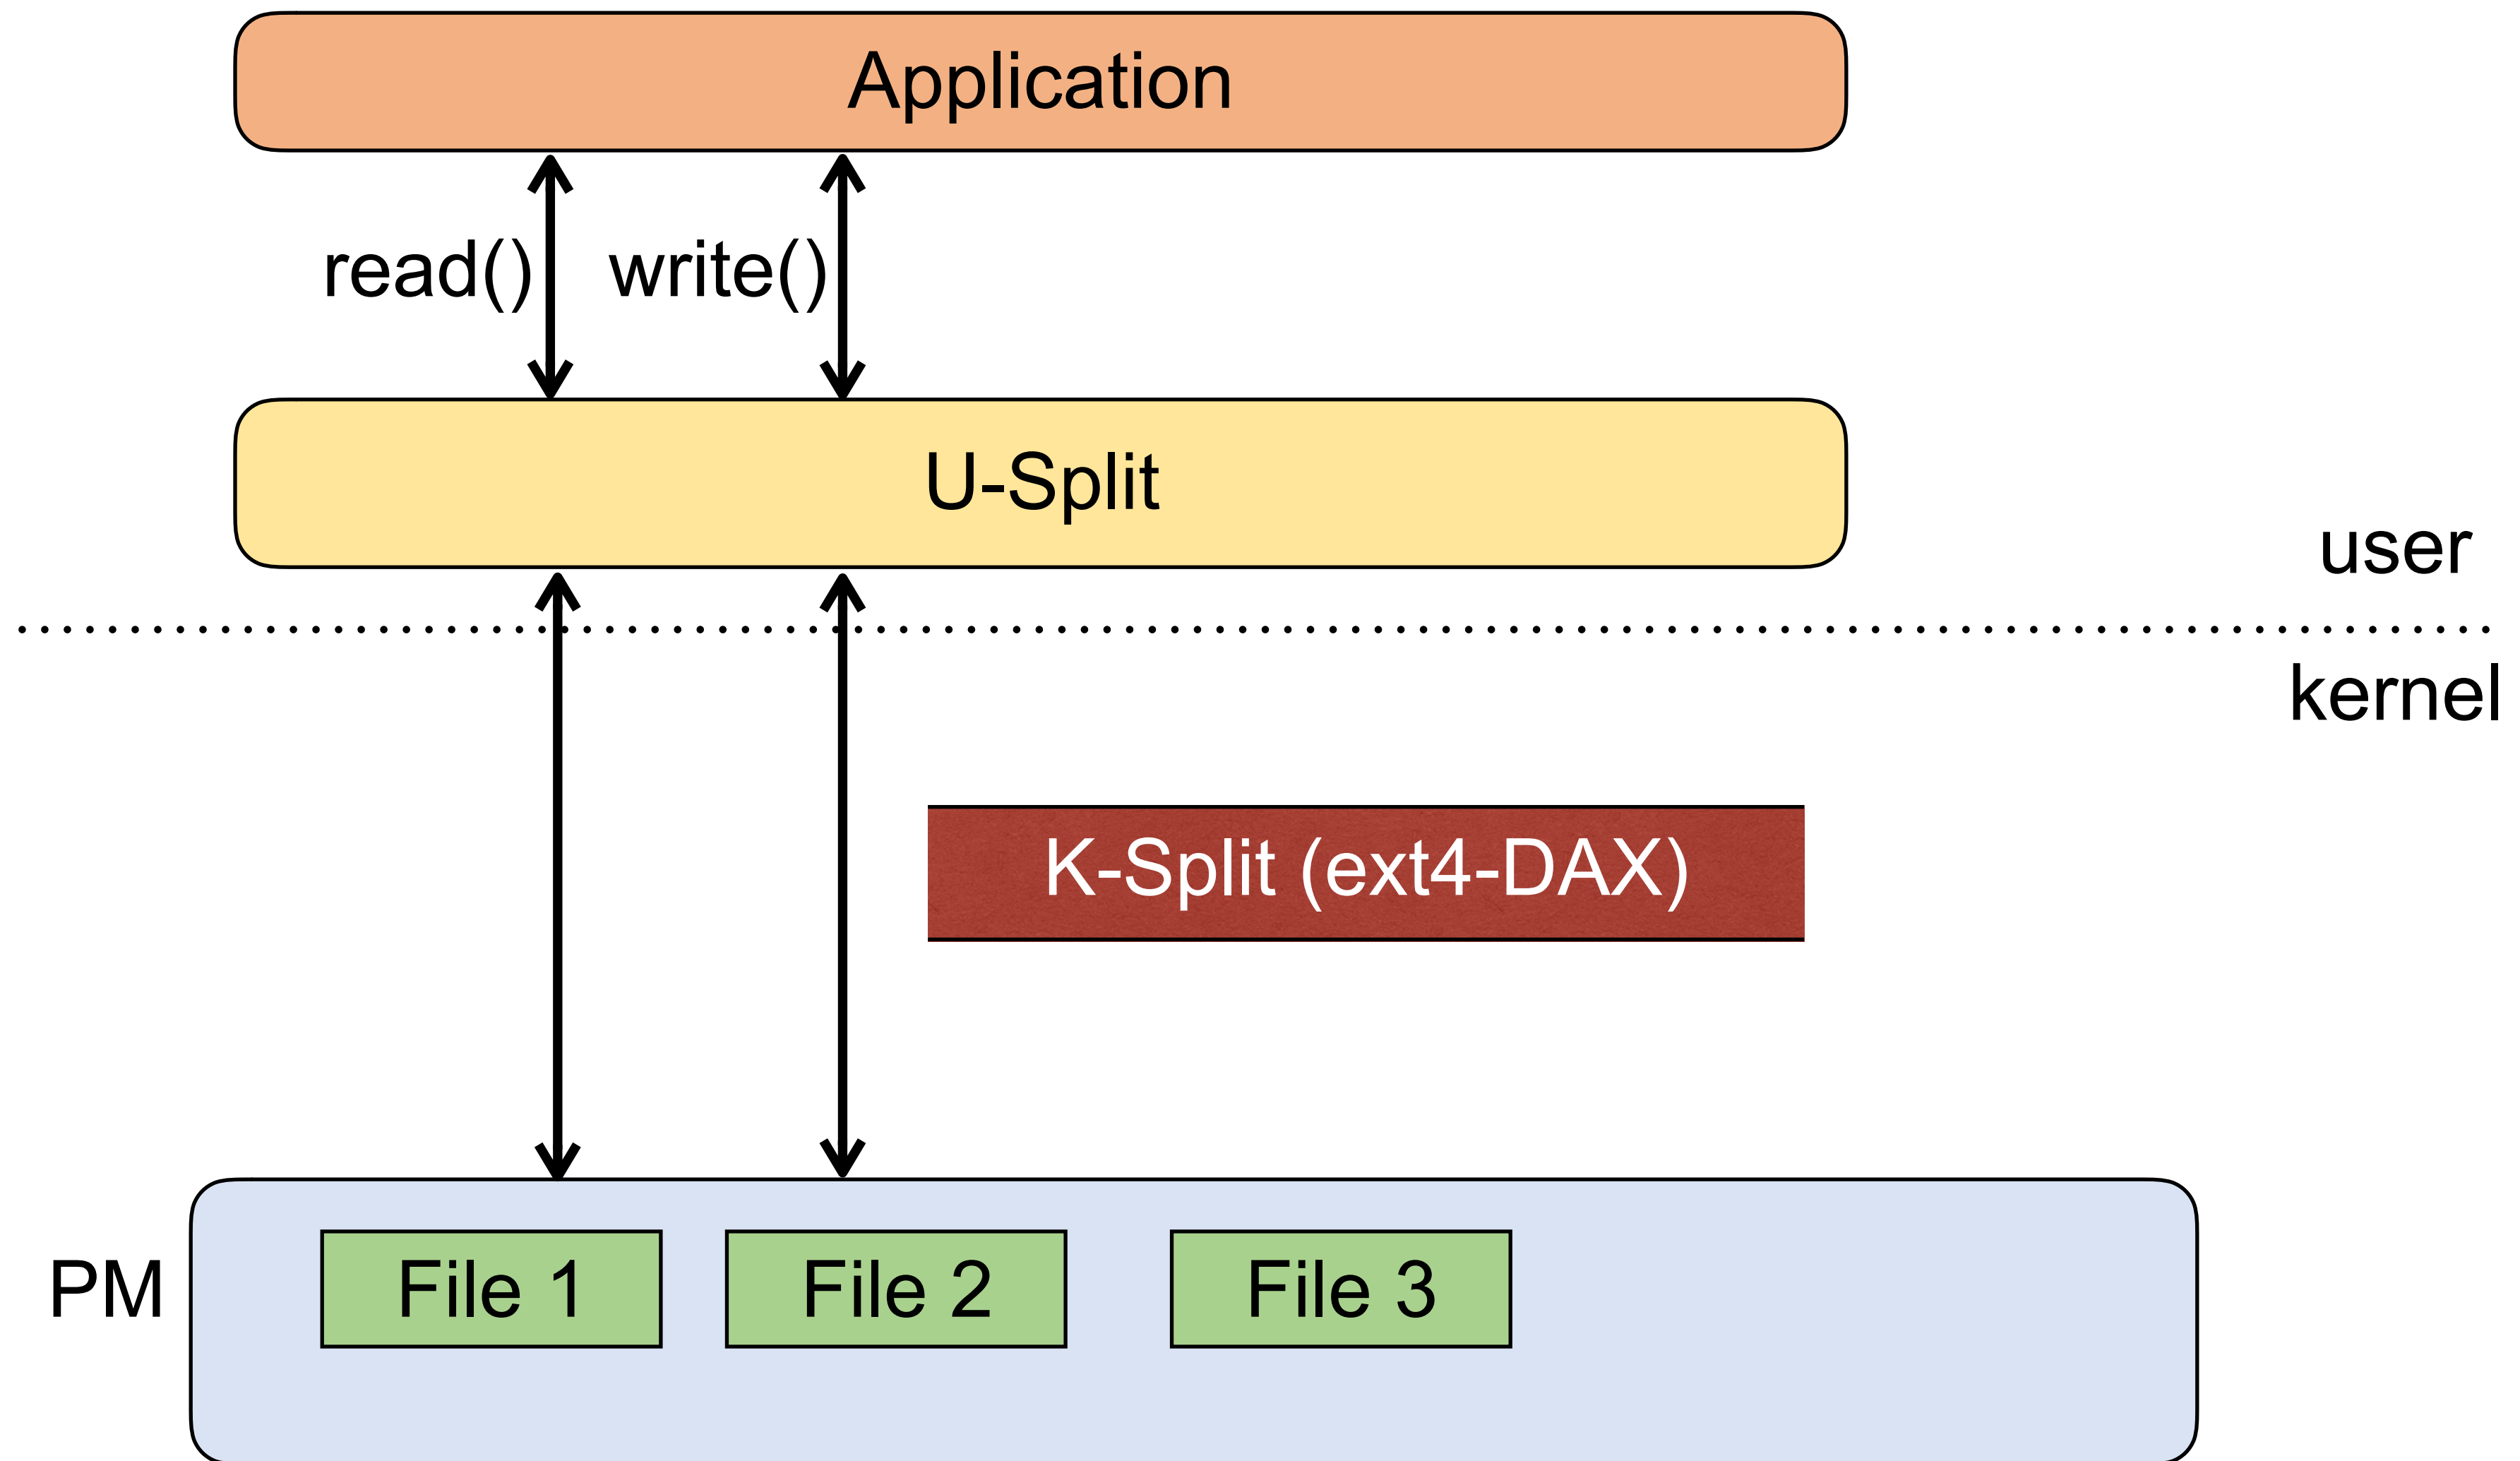 Application
read() write()
U-Split
user
kernel
K-Split (ext4-DAX)
PM
File 1
File 2
File 3